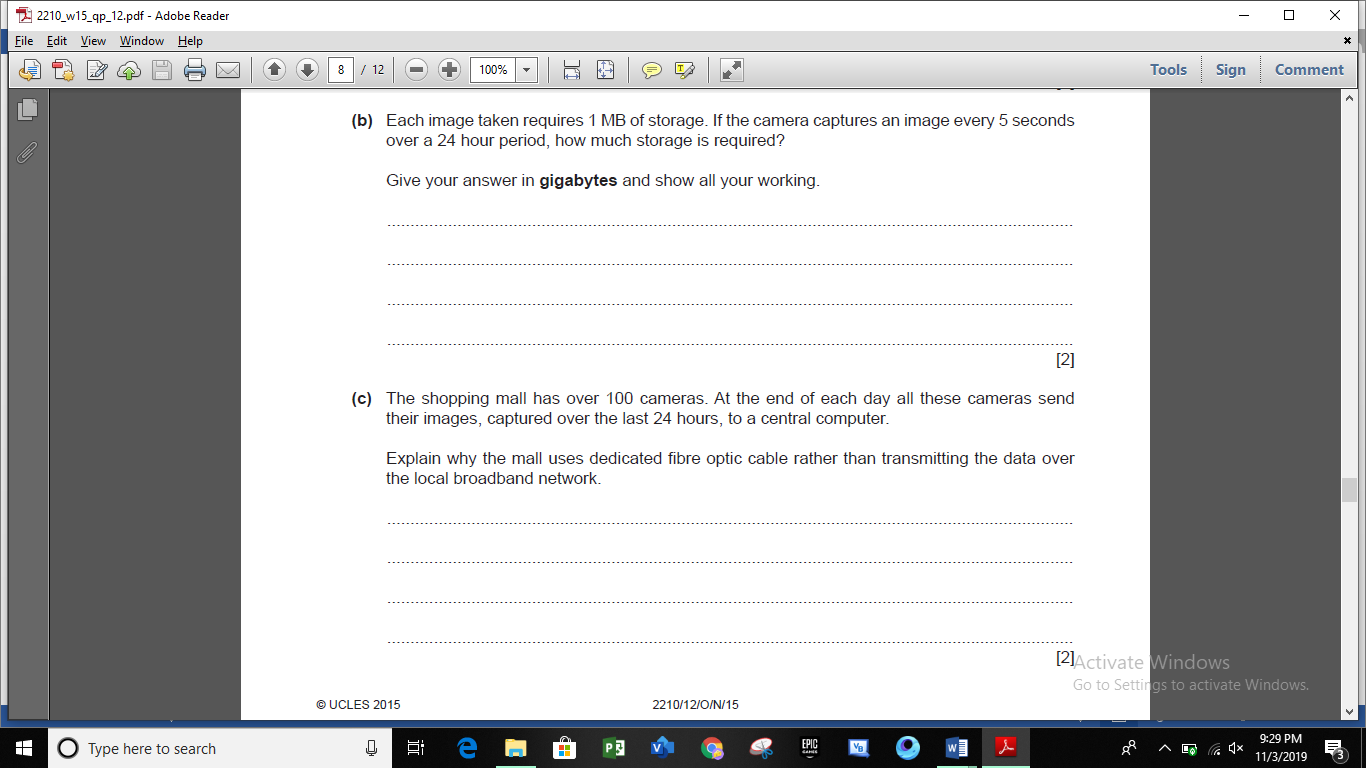 2210_w15_qp_12.pdf - Adobe Reader
File Edit View Window Help
8 / 12 100% Tools Sign Comment
(b) Each image taken requires 1 MB of storage. If the camera captures an image every 5 seconds
over a 24 hour period, how much storage is required?
Give your answer in gigabytes and show all your working.
[2]
(c) The shopping mall has over 100 cameras. At the end of each day all these cameras send
their images, captured over the last 24 hours, to a central computer.
Explain why the mall uses dedicated fibre optic cable rather than transmitting the data over
the local broadband network.
[2]
Activate Windows
Go to Settings to activate Windows.
© UCLES 2015 2210/12/O/N/15
Type here to search
EPIC
GAMES
9:29 PM
11/3/2019
3